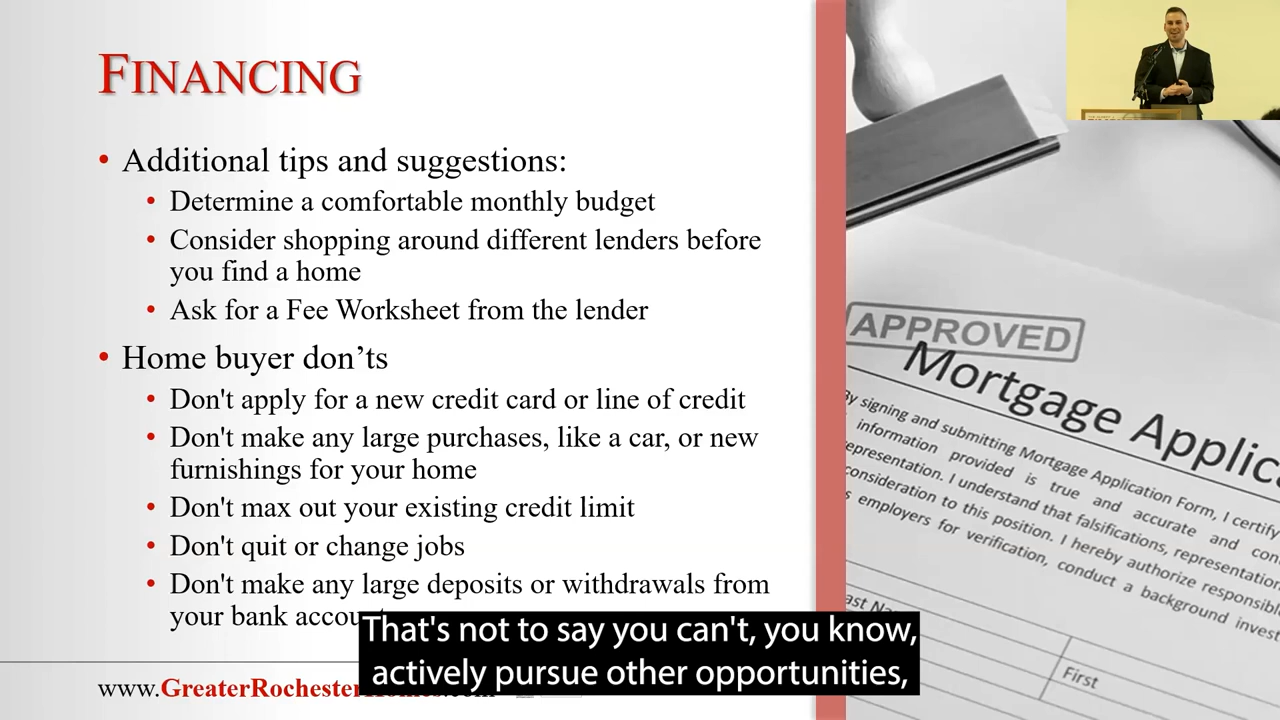 FINANCING
• Additional tips and suggestions:
• Determine a comfortable monthly budget
• Consider shopping around different lenders before
you find a home
• Ask for a Fee Worksheet from the lender
• Home buyer don'ts
• Don't apply for a new credit card or line of credit
• Don't make any large purchases, like a car, or new
furnishings for your home
• Don't max out your existing credit limit
• Don't quit or change jobs
• Don't make any large deposits or withdrawals from
your bank
www.GreaterRochester
That's not to say you can't, you know,
actively pursue other opportunities,
APPROVED
Mortgage
By signing and submitting Mortgage Application Form, I certify
information provided is true and accurate and
I understand that falsifications,
consideration to this position. I hereby authorize
employers for verification, conduct a background
First